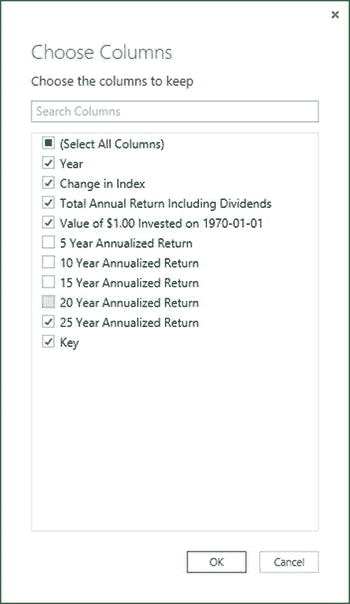 Choose Columns
Choose the columns to keep
Search Columns
(Select All Columns)
Year
Change in Index
Total Annual Return Including Dividends
Value of $1.00 Invested on 1970-01-01
5 Year Annualized Return
10 Year Annualized Return
15 Year Annualized Return
20 Year Annualized Return
25 Year Annualized Return
Key
OK
Cancel